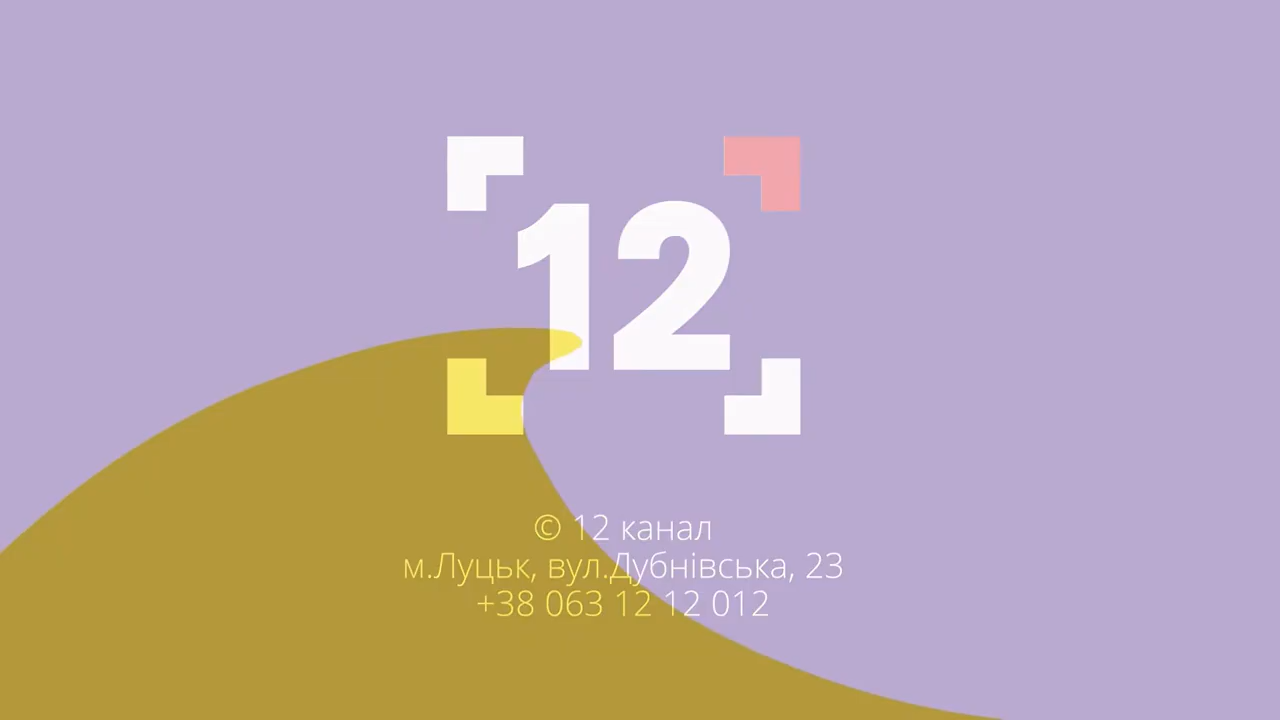 12
© 12 канал
м.Луцьк, вул.Дубнівська, 23
+38 063 12 12 012